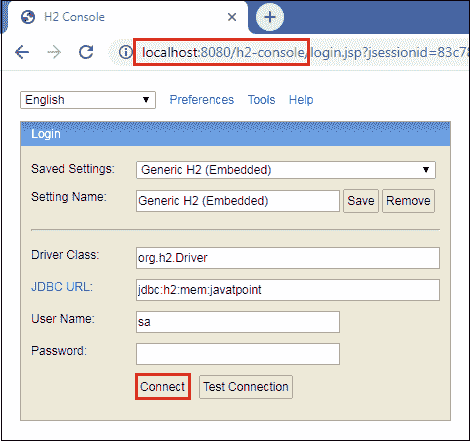 H2 Console
localhost:8080/h2-console/login.jsp?jsessionid=83c78
English Preferences Tools Help
Login
Saved Settings: Generic H2 (Embedded)
Setting Name: Generic H2 (Embedded) Save Remove
Driver Class: org.h2.Driver
JDBC URL: jdbc:h2:mem:javatpoint
User Name: sa
Password:
Connect Test Connection